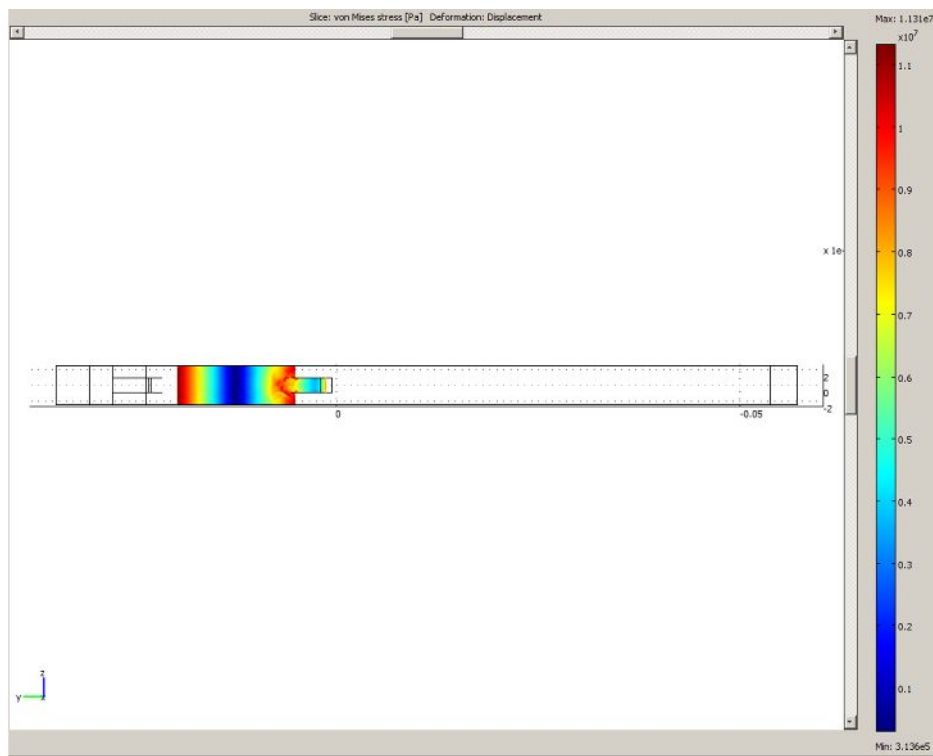 Slice: von Mises stress [Pa]  Deformation: Displacement
Max: 1.131e7
x10^7
1.1
1
0.9
0.8
0.7
0.6
0.5
0.4
0.3
0.2
0.1
Min: 3.136e5
x 1e-
2
0
-2
0
-0.05
z
y
x